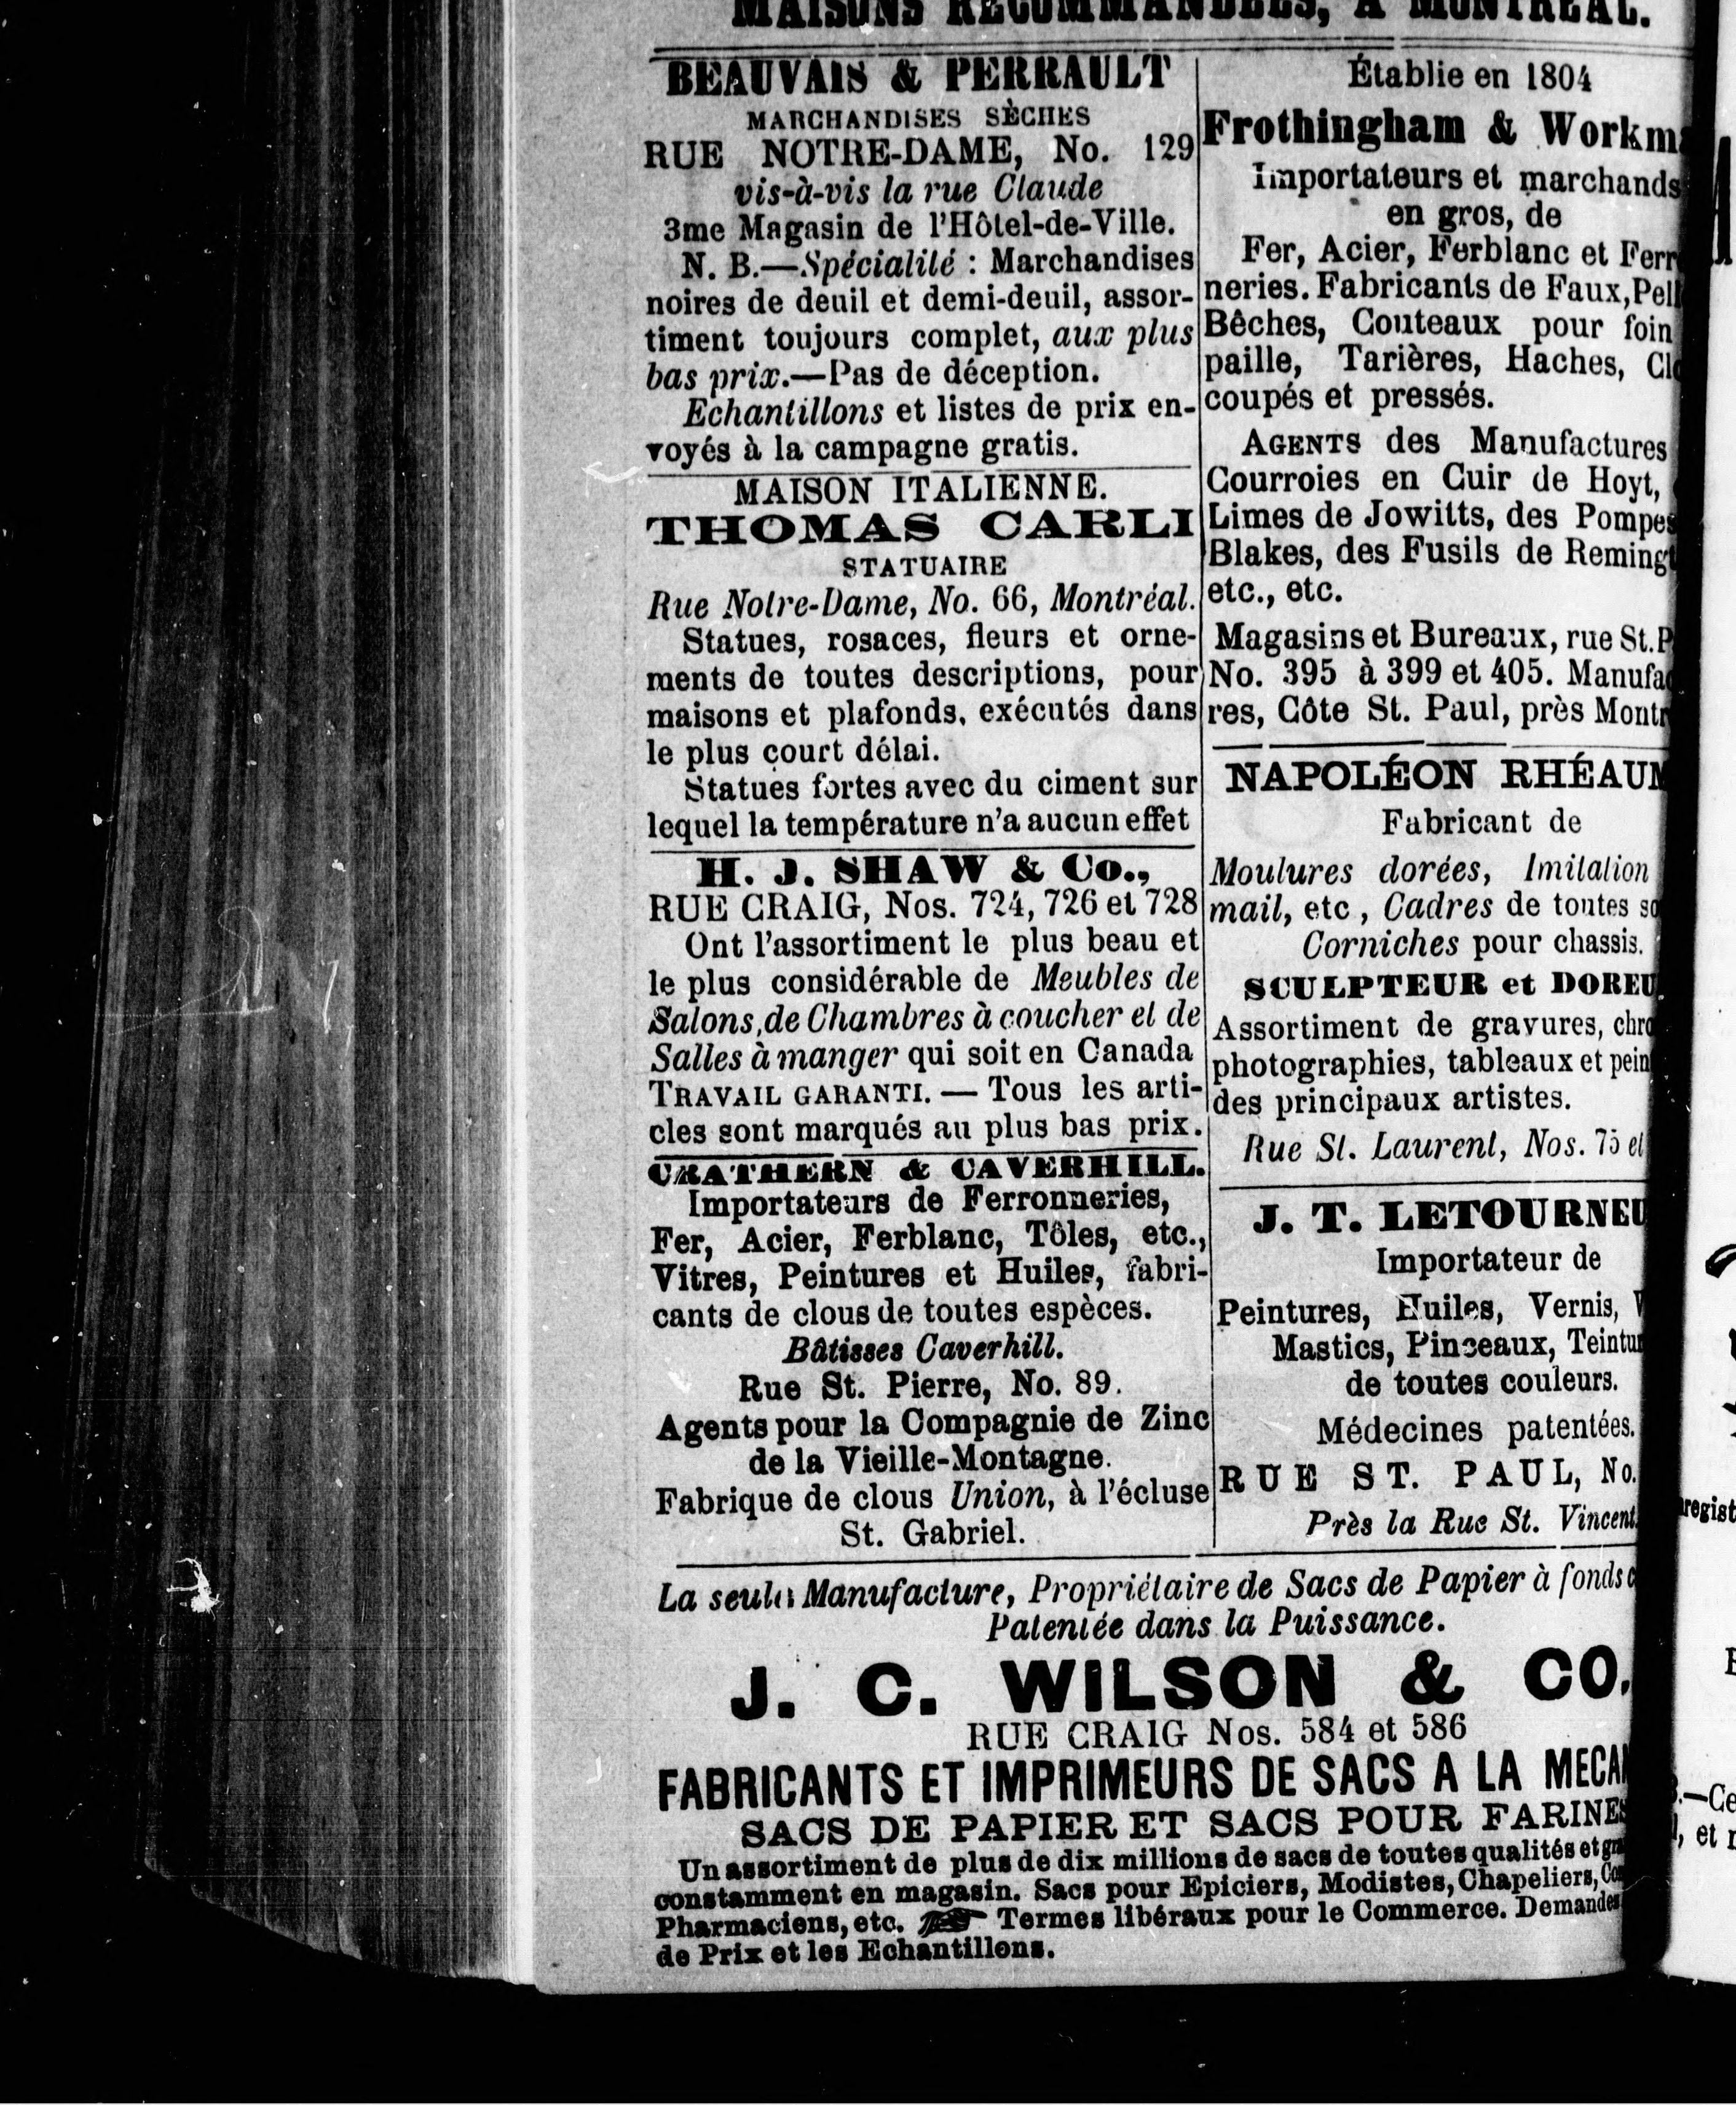 MAISONS RECOMMANDÉES, A MONTREAL.
BEAUVAIS & PERRAULT
MARCHANDISES SÈCHES
RUE NOTRE-DAME, No. 129
vis-à-vis la rue Claude
3me Magasin de l'Hôtel-de-Ville.
N. B.—Spécialité : Marchandises
noires de deuil et demi-deuil, assor-
timent toujours complet, aux plus
bas prix.—Pas de déception.
Echantillons et listes de prix en-
voyés à la campagne gratis.
MAISON ITALIENNE.
THOMAS CARLI
STATUAIRE
Rue Notre-Dame, No. 66, Montréal.
Statues, rosaces, fleurs et orne-
ments de toutes descriptions, pour
maisons et plafonds, exécutés dans
le plus court délai.
Statues fortes avec du ciment sur
lequel la température n'a aucun effet
H. J. SHAW & Co.,
RUE CRAIG, Nos. 724, 726 et 728
Ont l'assortiment le plus beau et
le plus considérable de Meubles de
Salons, de Chambres à coucher et de
Salles à manger qui soit en Canada
TRAVAIL GARANTI. — Tous les arti-
cles sont marqués au plus bas prix.
CRATHERN & CAVERHILL.
Importateurs de Ferronneries,
Fer, Acier, Ferblanc, Tôles, etc.,
Vitres, Peintures et Huiles, fabri-
cants de clous de toutes espèces.
Bâtisses Caverhill.
Rue St. Pierre, No. 89.
Agents pour la Compagnie de Zinc
de la Vieille-Montagne.
Fabrique de clous Union, à l'écluse
St. Gabriel.
Établie en 1804
Frothingham & Workm
Importateurs et marchands
en gros, de
Fer, Acier, Ferblanc et Ferr
neries. Fabricants de Faux, Pell
Bêches, Couteaux pour foin
paille, Tarières, Haches, Clo
coupés et pressés.
AGENTS des Manufactures
Courroies en Cuir de Hoyt,
Limes de Jowitts, des Pompes
Blakes, des Fusils de Remingt
etc., etc.
Magasins et Bureaux, rue St. P
No. 395 à 399 et 405. Manufac
res, Côte St. Paul, près Montr
NAPOLÉON RHÉAUM
Fabricant de
Moulures dorées, Imitation
mail, etc , Cadres de toutes so
Corniches pour chassis.
SCULPTEUR et DOREU
Assortiment de gravures, chro
photographies, tableaux et pein
des principaux artistes.
Rue St. Laurent, Nos. 75 et
J. T. LETOURNEU
Importateur de
Peintures, Huiles, Vernis, V
Mastics, Pinceaux, Teintur
de toutes couleurs.
Médecines patentées.
RUE ST. PAUL, No.
Près la Rue St. Vincent.
La seule Manufacture, Propriétaire de Sacs de Papier à fonds c
Patentée dans la Puissance.
J. C. WILSON & CO.
RUE CRAIG Nos. 584 et 586
FABRICANTS ET IMPRIMEURS DE SACS A LA MECAN
SACS DE PAPIER ET SACS POUR FARINES
Un assortiment de plus de dix millions de sacs de toutes qualités et gra
constamment en magasin. Sacs pour Epiciers, Modistes, Chapeliers, Con
Pharmaciens, etc. ☞ Termes libéraux pour le Commerce. Demandes
de Prix et les Echantillons.
regist
.—Ce
, et r